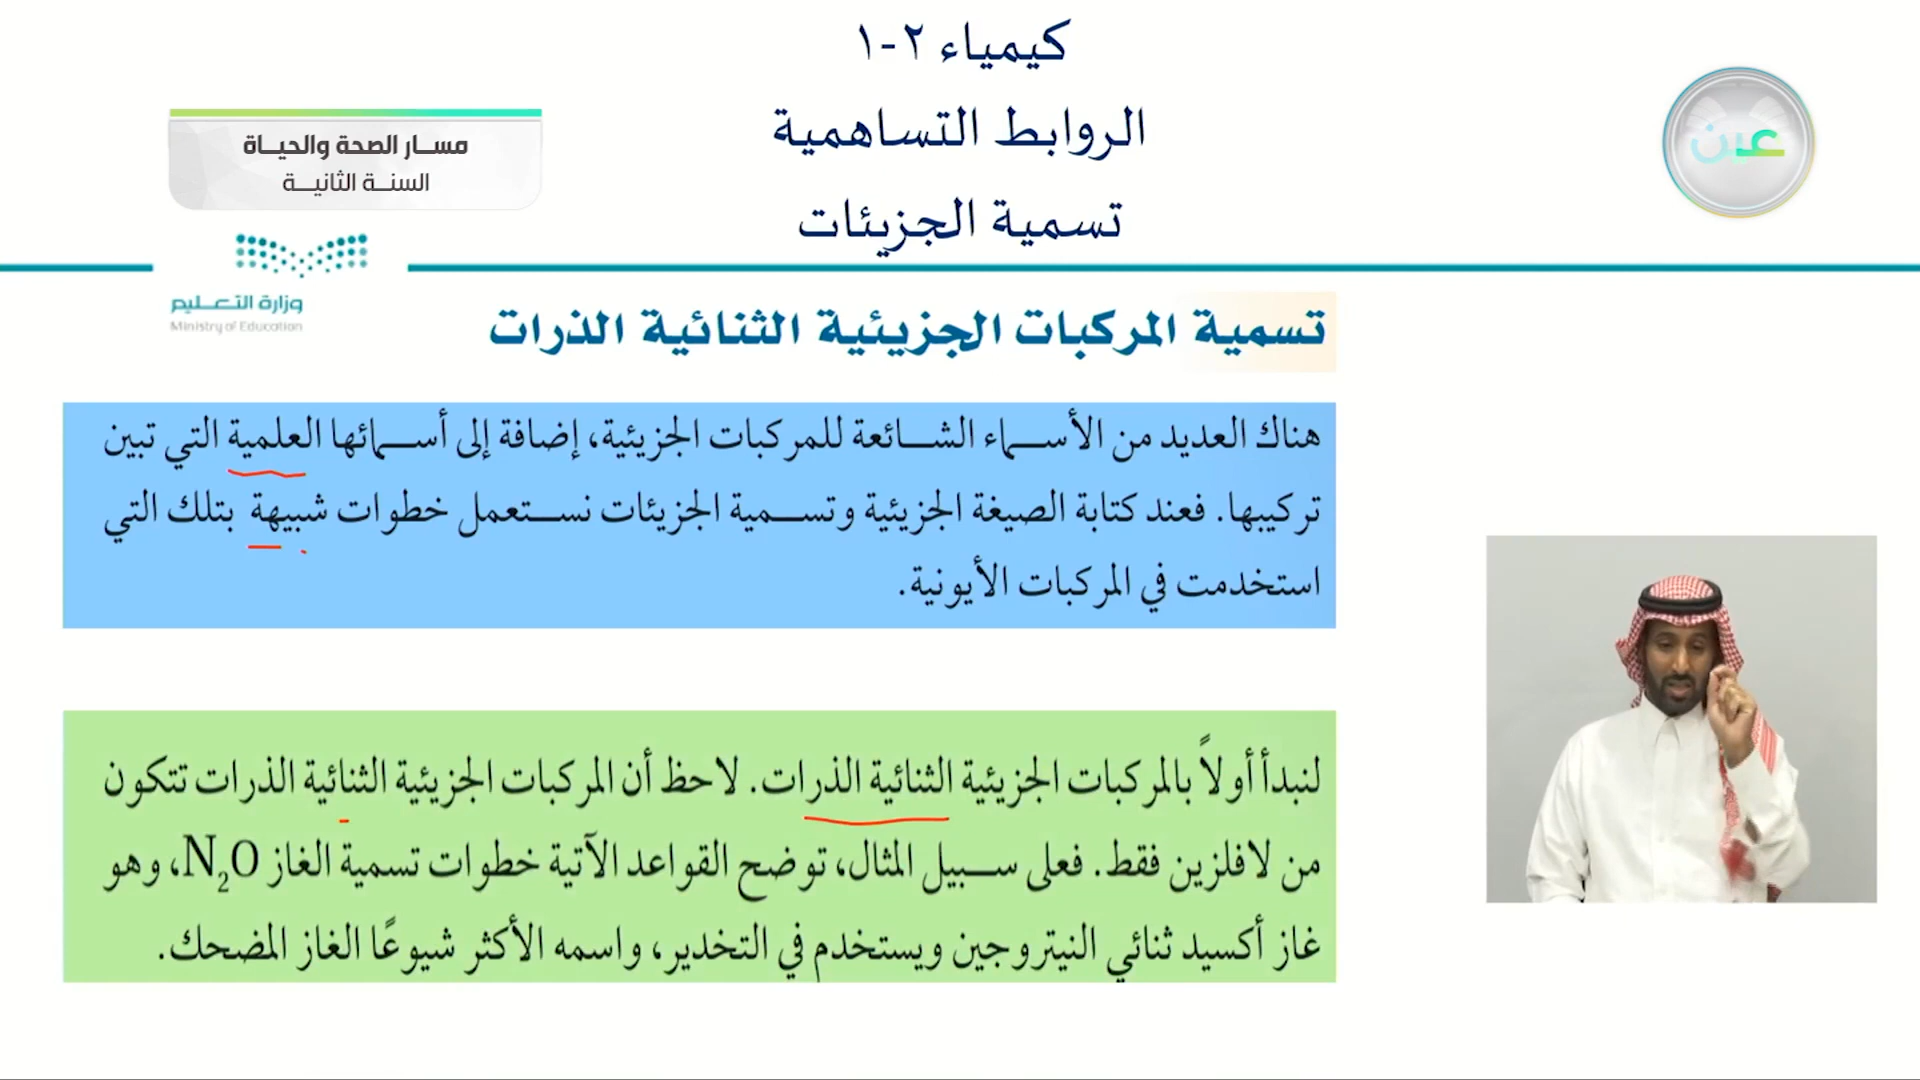 كيمياء ٢-١
الروابط التساهمية
تسمية الجزيئات
عين
مسار الصحة والحياة
السنة الثانية
وزارة التعليم
Ministry of Education
تسمية المركبات الجزيئية الثنائية الذرات
هناك العديد من الأسماء الشائعة للمركبات الجزيئية، إضافة إلى أسمائها العلمية التي تبين
تركيبها. فعند كتابة الصيغة الجزيئية وتسمية الجزيئات نستعمل خطوات شبيهة بتلك التي
استخدمت في المركبات الأيونية.
لنبدأ أولاً بالمركبات الجزيئية الثنائية الذرات. لاحظ أن المركبات الجزيئية الثنائية الذرات تتكون
من لافلزين فقط. فعلى سبيل المثال، توضح القواعد الآتية خطوات تسمية الغاز N₂O، وهو
غاز أكسيد ثنائي النيتروجين ويستخدم في التخدير، واسمه الأكثر شيوعًا الغاز المضحك.